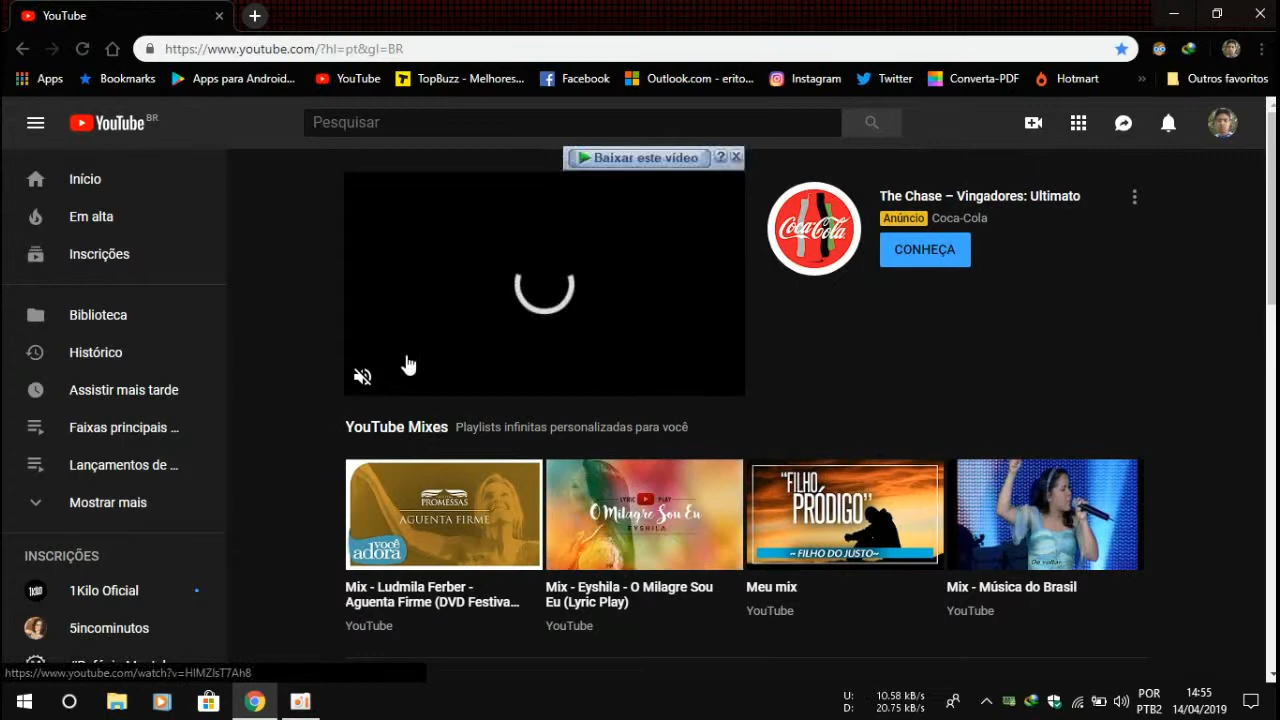 YouTube
https://www.youtube.com/?hl=pt&gl=BR
Apps
Bookmarks
Apps para Android...
YouTube
TopBuzz - Melhores...
Facebook
Outlook.com - erito...
Instagram
Twitter
Converta-PDF
Hotmart
»
Outros favoritos
YouTube BR
Pesquisar
Baixar este vídeo
?
Início
Em alta
Inscrições
Biblioteca
Histórico
Assistir mais tarde
Faixas principais ...
Lançamentos de ...
Mostrar mais
INSCRIÇÕES
1Kilo Oficial
5incominutos
Coca-Cola
The Chase – Vingadores: Ultimato
Anúncio Coca-Cola
CONHEÇA
YouTube Mixes Playlists infinitas personalizadas para você
PROMESSAS
AGUENTA FIRME
você
adora
Mix - Ludmila Ferber -
Aguenta Firme (DVD Festiva...
YouTube
LYRIC PLAY
O Milagre Sou Eu
EYSHILA
Mix - Eyshila - O Milagre Sou
Eu (Lyric Play)
YouTube
"FILHO
PRÓDIGO"
~ FILHO DO JUSTO~
Meu mix
YouTube
Mix - Música do Brasil
YouTube
U: 10.58 kB/s
D: 20.75 kB/s
POR
PTB2
14:55
14/04/2019